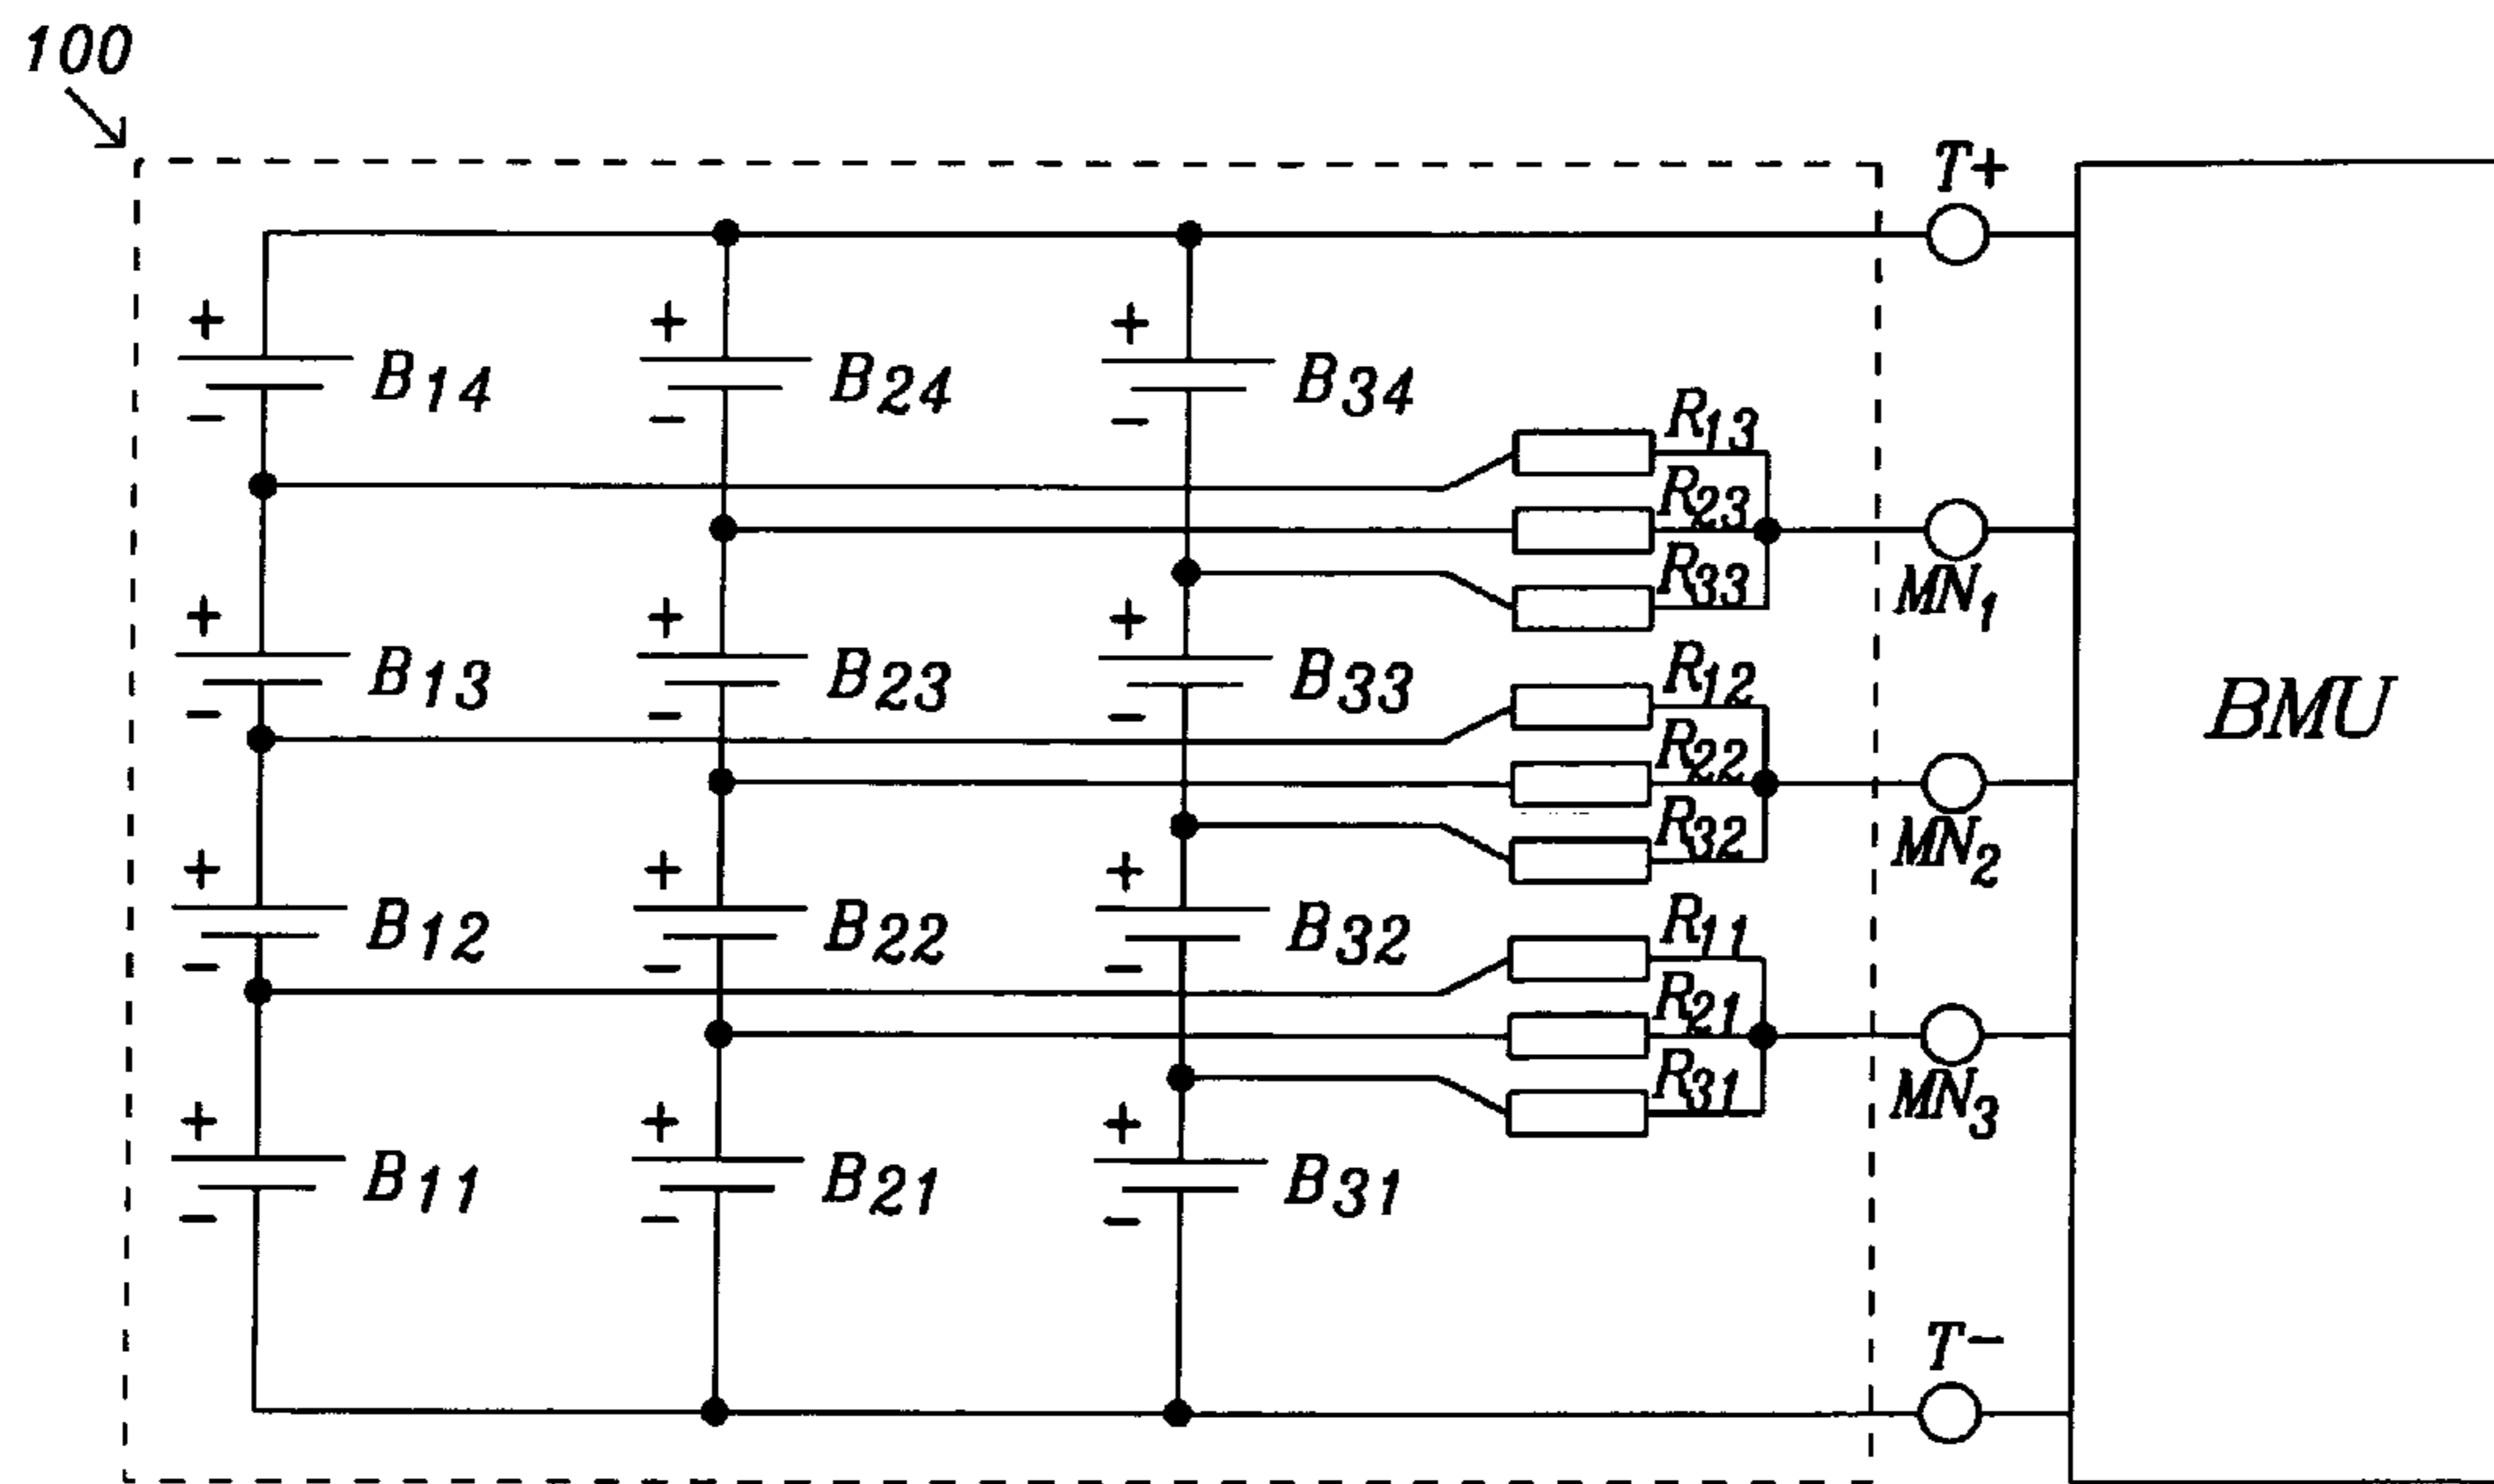 100
T+
+ + +
B14 B24 B34
− − −
R13
R23
R33
MN1
+ + +
B13 B23 B33
− − −
R12
R22
R32
MN2
BMU
+ + +
B12 B22 B32
− − −
R11
R21
R31
MN3
+ + +
B11 B21 B31
− − −
T−